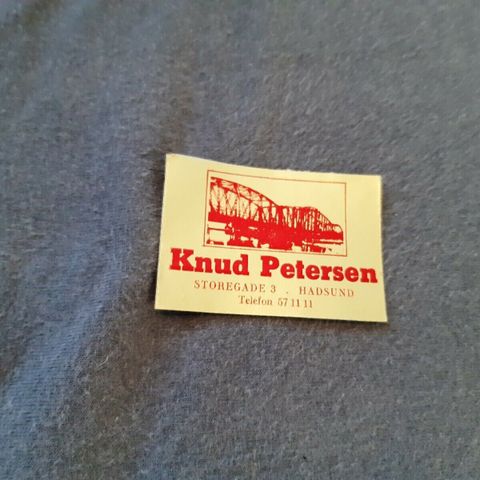 Knud Petersen
STOREGADE 3 . HADSUND
Telefon 57 11 11